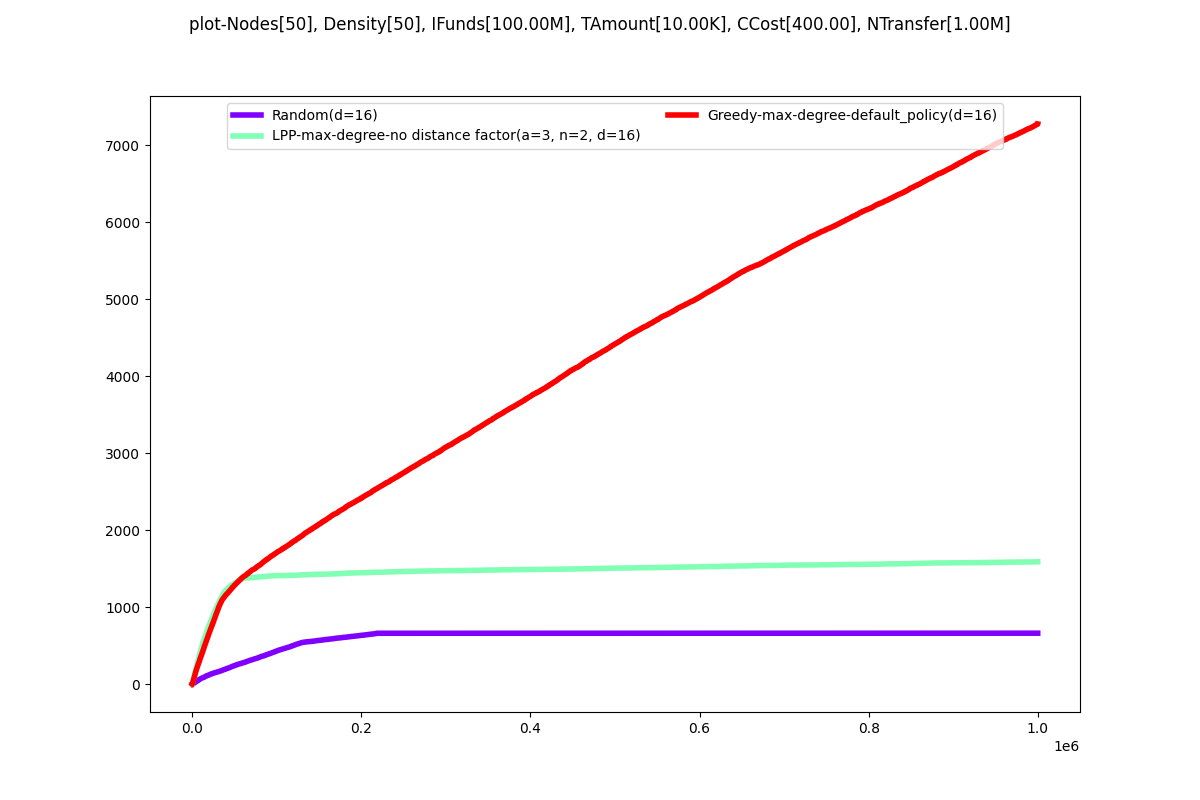 plot-Nodes[50], Density[50], IFunds[100.00M], TAmount[10.00K], CCost[400.00], NTransfer[1.00M]
Random(d=16)
LPP-max-degree-no distance factor(a=3, n=2, d=16)
Greedy-max-degree-default_policy(d=16)
7000
6000
5000
4000
3000
2000
1000
0
0.0 0.2 0.4 0.6 0.8 1.0
1e6